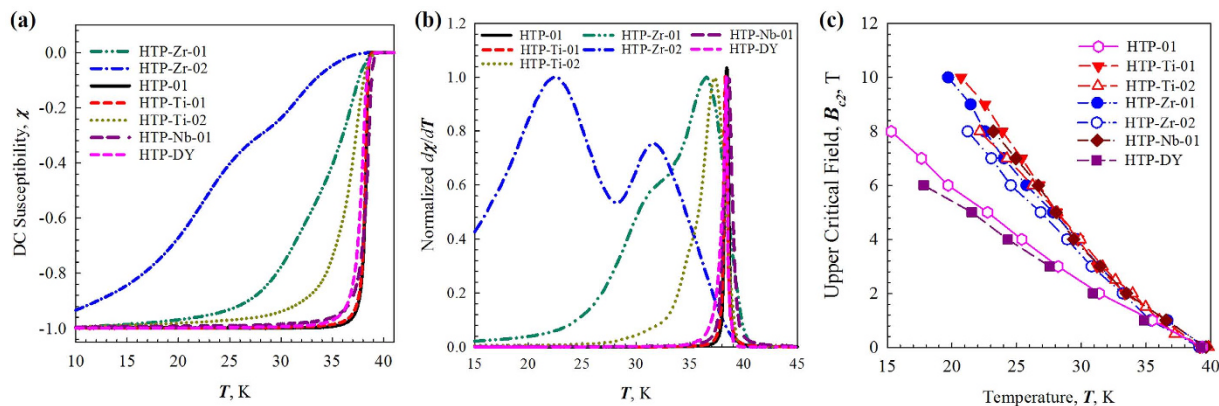 (a)
DC Susceptibility, χ
0.0
-0.2
-0.4
-0.6
-0.8
-1.0
HTP-Zr-01
HTP-Zr-02
HTP-01
HTP-Ti-01
HTP-Ti-02
HTP-Nb-01
HTP-DY
10 15 20 25 30 35 40
T, K
(b)
Normalized dχ/dT
1.2
1.0
0.8
0.6
0.4
0.2
0.0
HTP-01 HTP-Zr-01 HTP-Nb-01
HTP-Ti-01 HTP-Zr-02 HTP-DY
HTP-Ti-02
15 20 25 30 35 40 45
T, K
(c)
Upper Critical Field, Bc2, T
12
10
8
6
4
2
0
HTP-01
HTP-Ti-01
HTP-Ti-02
HTP-Zr-01
HTP-Zr-02
HTP-Nb-01
HTP-DY
15 20 25 30 35 40
Temperature, T, K